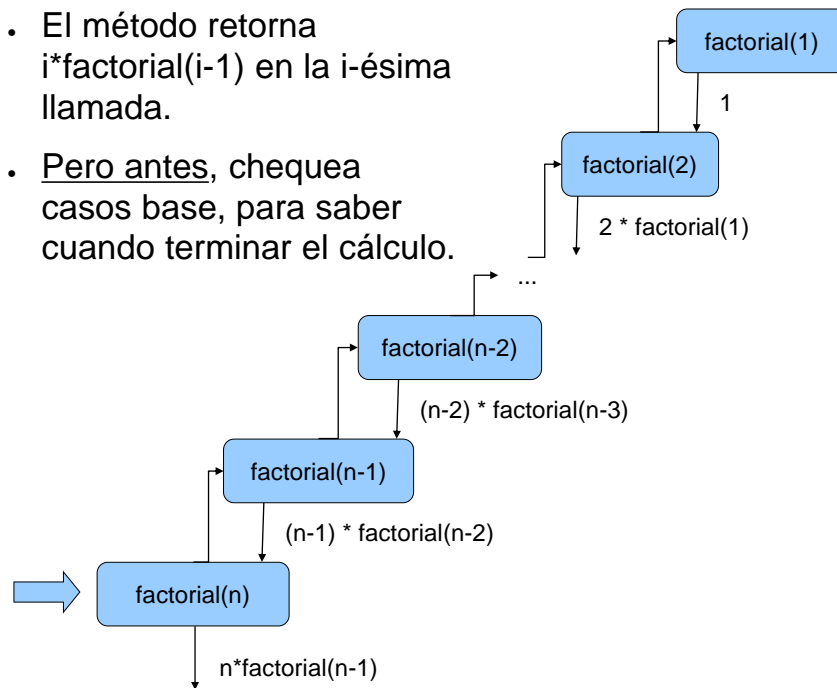 • El método retorna
i*factorial(i-1) en la i-ésima
llamada.
• Pero antes, chequea
casos base, para saber
cuando terminar el cálculo.
factorial(1)
1
factorial(2)
2 * factorial(1)
...
factorial(n-2)
(n-2) * factorial(n-3)
factorial(n-1)
(n-1) * factorial(n-2)
factorial(n)
n*factorial(n-1)